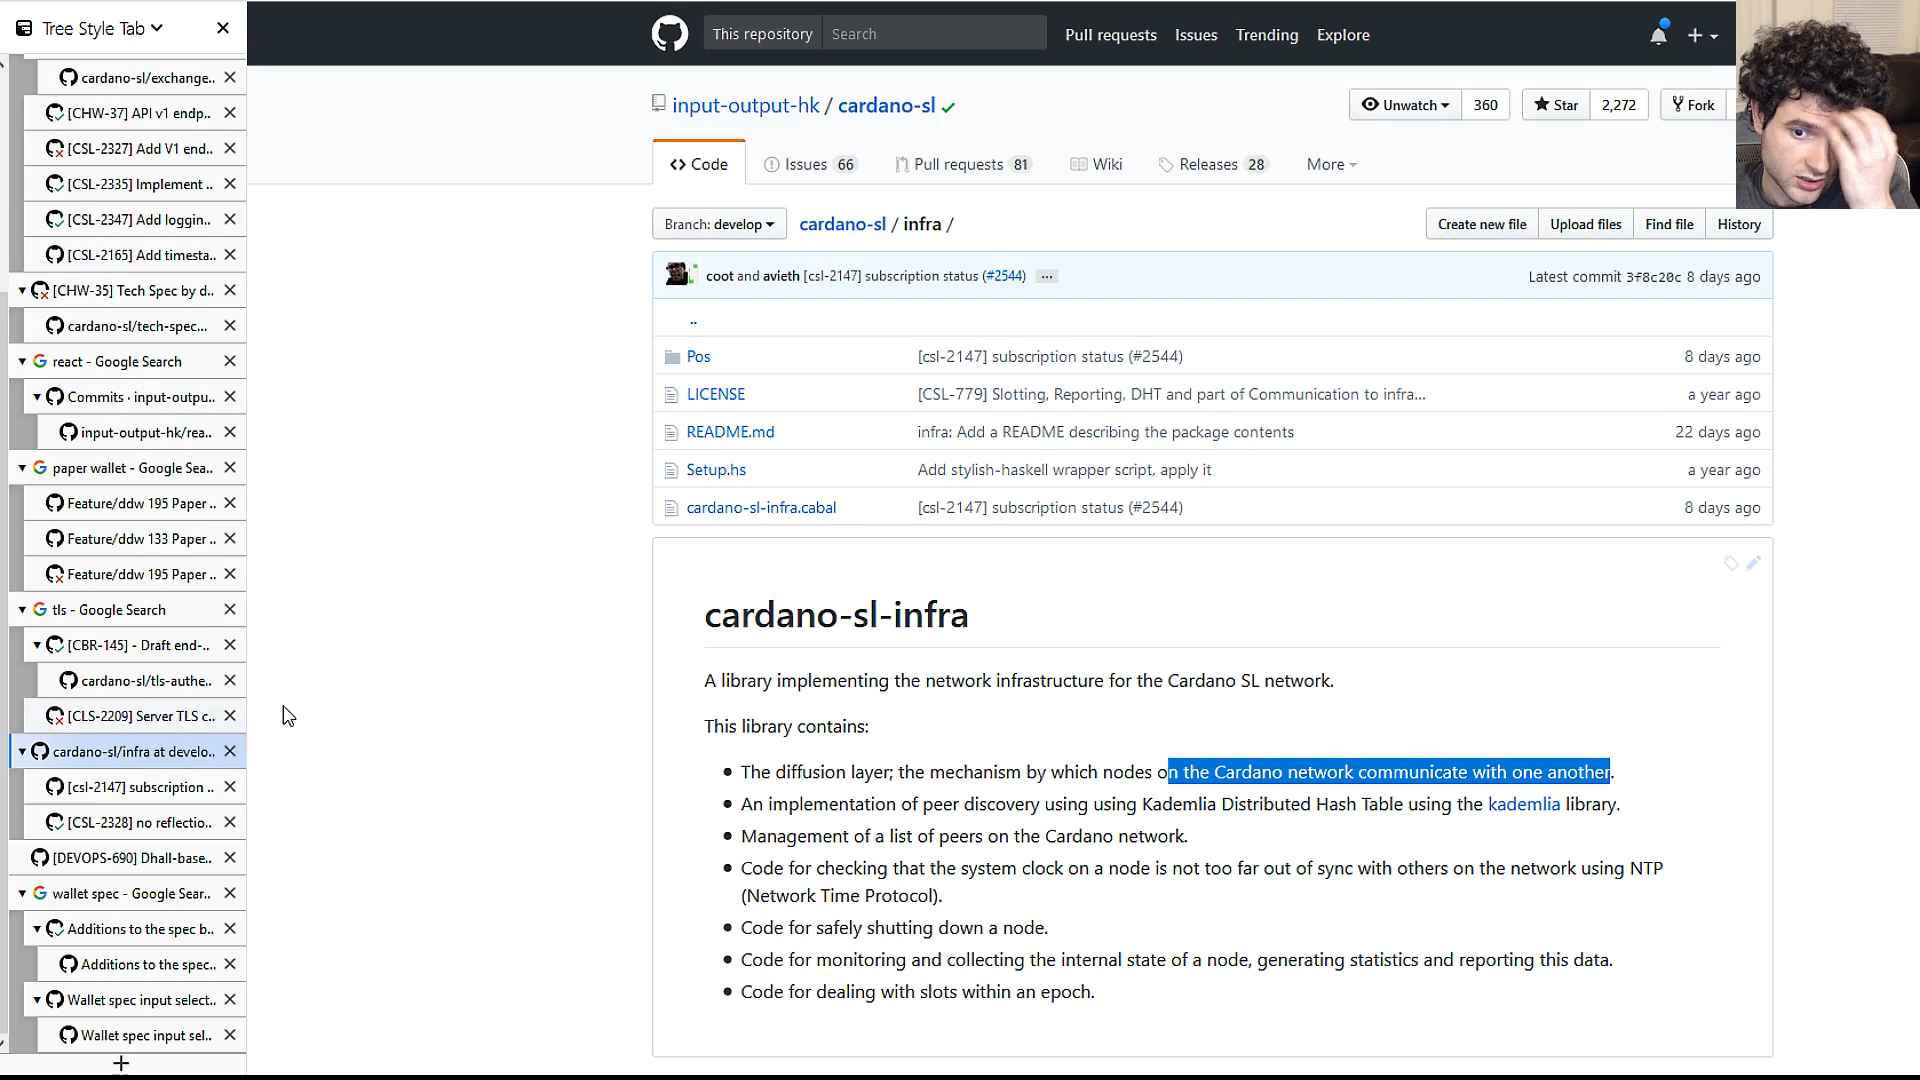 Tree Style Tab
cardano-sl/exchange..
[CHW-37] API v1 endp..
[CSL-2327] Add V1 end..
[CSL-2335] Implement ..
[CSL-2347] Add loggin..
[CSL-2165] Add timesta..
[CHW-35] Tech Spec by d..
cardano-sl/tech-spec...
react - Google Search
Commits · input-outpu..
input-output-hk/rea..
paper wallet - Google Sea..
Feature/ddw 195 Paper ..
Feature/ddw 133 Paper ..
Feature/ddw 195 Paper ..
tls - Google Search
[CBR-145] - Draft end-..
cardano-sl/tls-authe..
[CLS-2209] Server TLS c..
cardano-sl/infra at develo..
[csl-2147] subscription ..
[CSL-2328] no reflectio..
[DEVOPS-690] Dhall-base..
wallet spec - Google Sear..
Additions to the spec b..
Additions to the spec..
Wallet spec input select..
Wallet spec input sel..
This repository Search Pull requests Issues Trending Explore
input-output-hk / cardano-sl
Unwatch 360 Star 2,272 Fork
Code Issues 66 Pull requests 81 Wiki Releases 28 More
Branch: develop cardano-sl / infra / Create new file Upload files Find file History
coot and avieth [csl-2147] subscription status (#2544) ... Latest commit 3f8c20c 8 days ago
..
Pos [csl-2147] subscription status (#2544) 8 days ago
LICENSE [CSL-779] Slotting, Reporting, DHT and part of Communication to infra... a year ago
README.md infra: Add a README describing the package contents 22 days ago
Setup.hs Add stylish-haskell wrapper script, apply it a year ago
cardano-sl-infra.cabal [csl-2147] subscription status (#2544) 8 days ago
cardano-sl-infra
A library implementing the network infrastructure for the Cardano SL network.
This library contains:
The diffusion layer; the mechanism by which nodes on the Cardano network communicate with one another.
An implementation of peer discovery using using Kademlia Distributed Hash Table using the kademlia library.
Management of a list of peers on the Cardano network.
Code for checking that the system clock on a node is not too far out of sync with others on the network using NTP
(Network Time Protocol).
Code for safely shutting down a node.
Code for monitoring and collecting the internal state of a node, generating statistics and reporting this data.
Code for dealing with slots within an epoch.